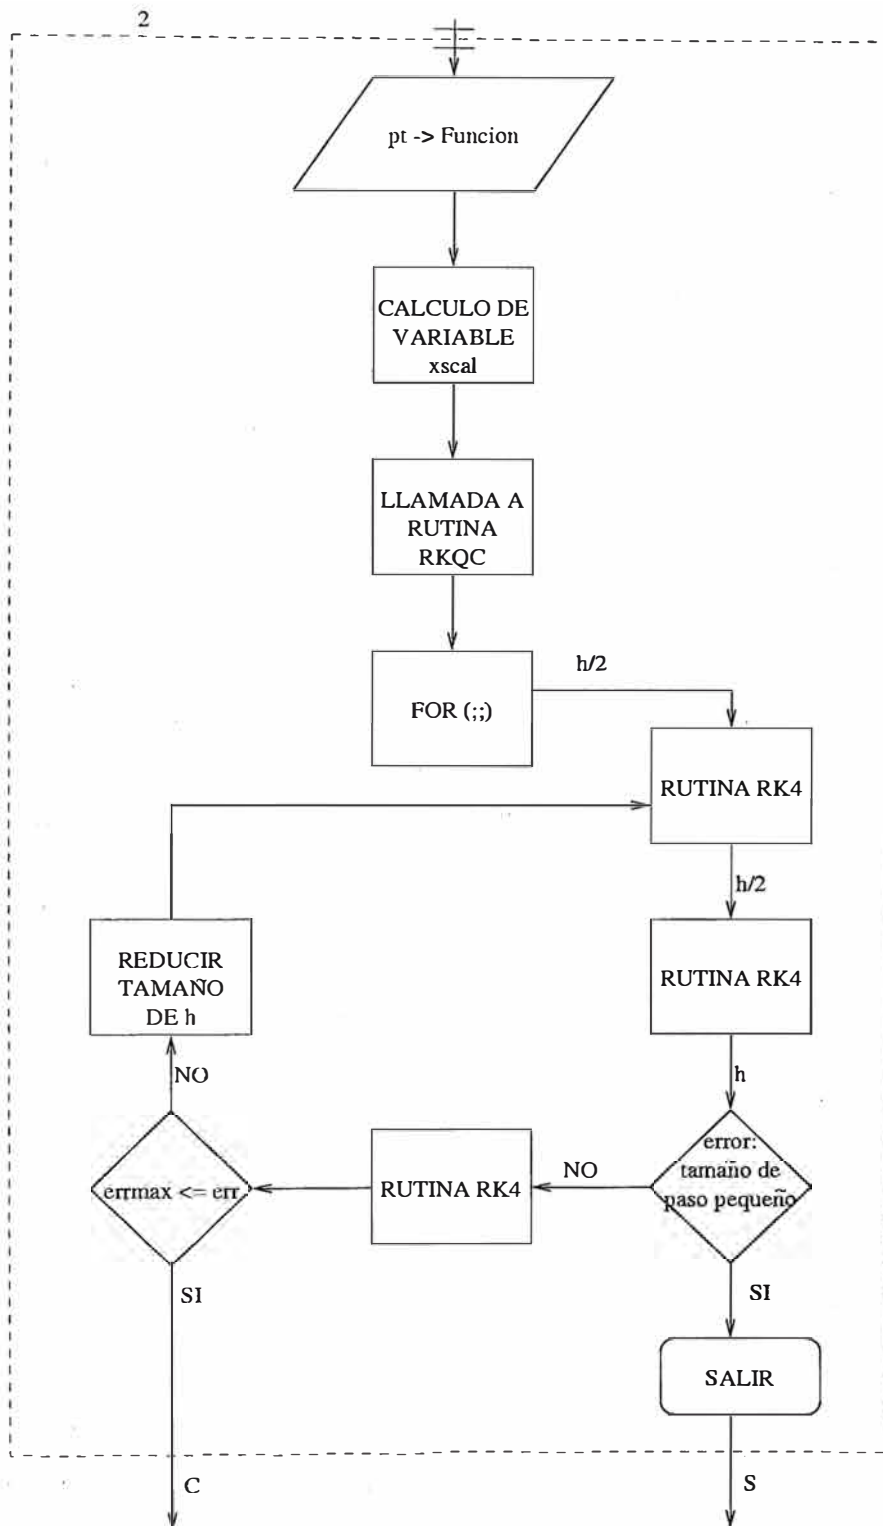 2
pt -> Funcion
CALCULO DE
VARIABLE
xscal
LLAMADA A
RUTINA
RKQC
FOR (;;)
h/2
RUTINA RK4
h/2
RUTINA RK4
h
error:
tamaño de
paso pequeño
NO
RUTINA RK4
errmax <= err
NO
REDUCIR
TAMAÑO
DE h
SI
SI
SALIR
C
S